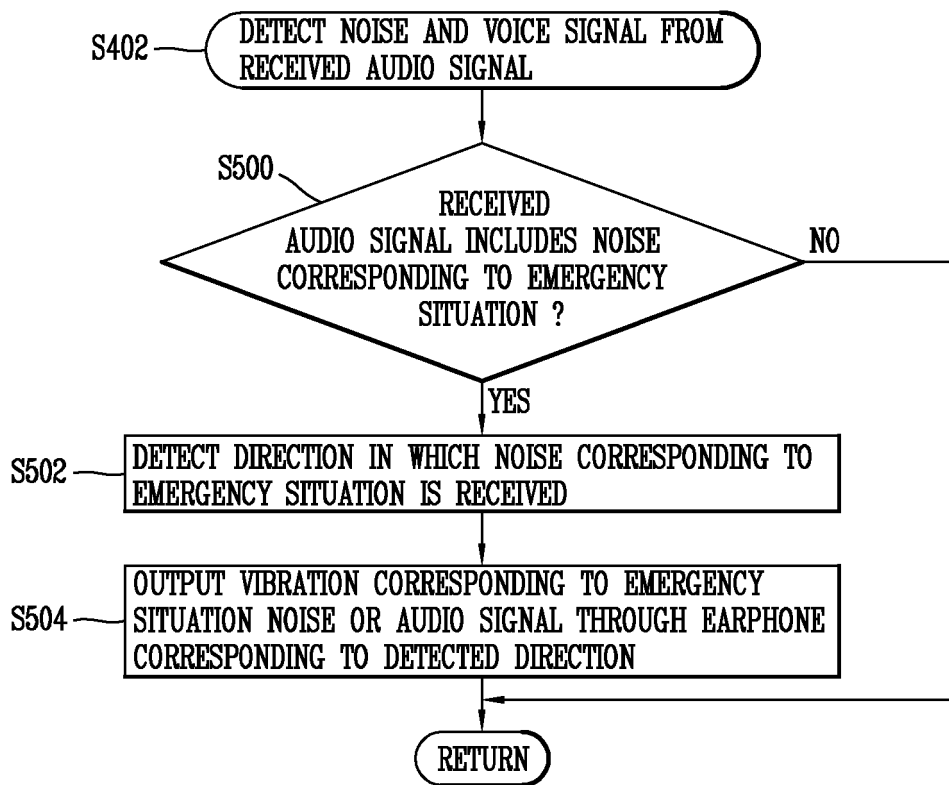 S402
DETECT NOISE AND VOICE SIGNAL FROM
RECEIVED AUDIO SIGNAL
S500
RECEIVED
AUDIO SIGNAL INCLUDES NOISE
CORRESPONDING TO EMERGENCY
SITUATION ?
NO
YES
S502
DETECT DIRECTION IN WHICH NOISE CORRESPONDING TO
EMERGENCY SITUATION IS RECEIVED
S504
OUTPUT VIBRATION CORRESPONDING TO EMERGENCY
SITUATION NOISE OR AUDIO SIGNAL THROUGH EARPHONE
CORRESPONDING TO DETECTED DIRECTION
RETURN